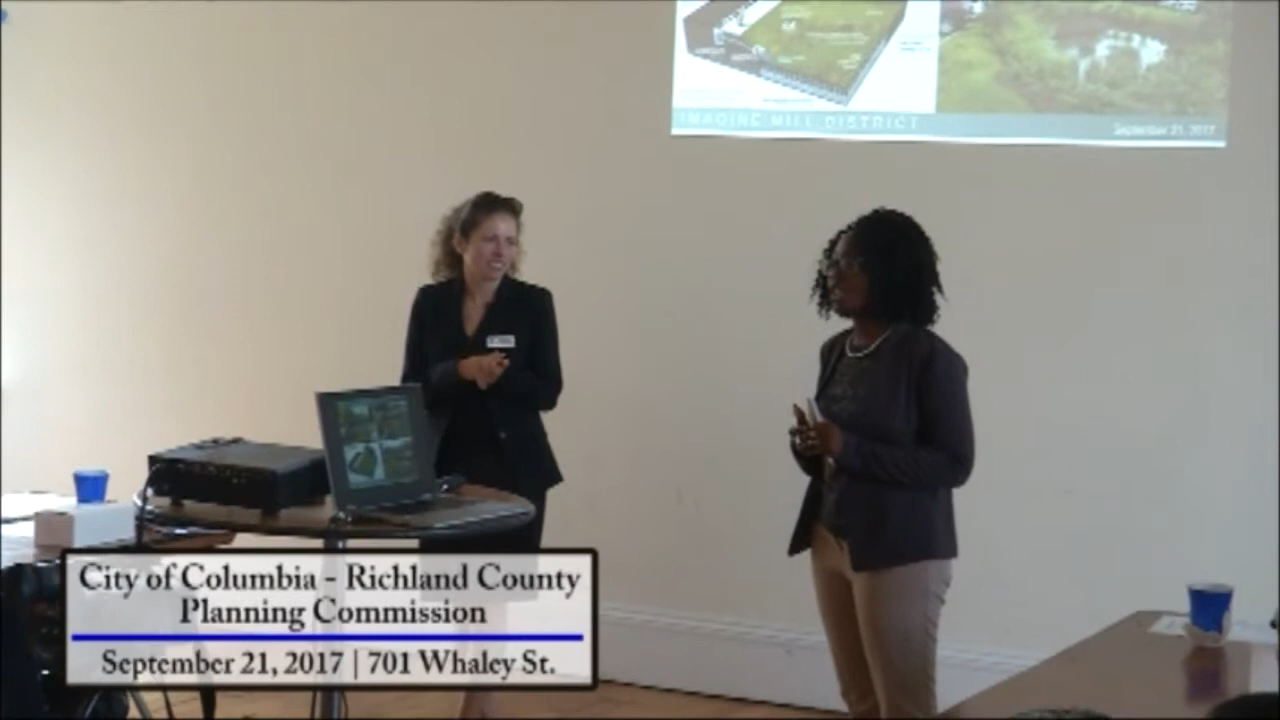 IMAGINE MILL DISTRICT
September 21, 2017
City of Columbia - Richland County
Planning Commission
September 21, 2017 | 701 Whaley St.